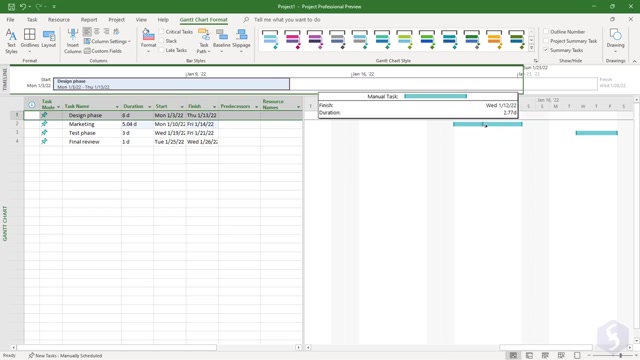 Project1 - Project Professional Preview
File Task Resource Report Project View Help Gantt Chart Format Tell me what you want to do
Text Styles Gridlines Layout Insert Column Column Settings Custom Fields
Format Critical Tasks Slack Late Tasks Task Path Baseline Slippage
Outline Number Project Summary Task Summary Tasks
Drawing
Format Columns Bar Styles Gantt Chart Style Show/Hide Drawings
TIMELINE
Jan 9, '22 Jan 16, '22
Start
Mon 1/3/22
Design phase
Mon 1/3/22 - Thu 1/13/22
Finish
Wed 1/26/22
Task Mode Task Name Duration Start Finish Predecessors Resource Names
1 Design phase 8 d Mon 1/3/22 Thu 1/13/22
2 Marketing 5.04 d Mon 1/10/22 Fri 1/14/22
3 Test phase 3 d Wed 1/19/22 Fri 1/21/22
4 Final review 1 d Tue 1/25/22 Wed 1/26/22
Manual Task:
Finish: Wed 1/12/22
Duration: 2.77d
Jan 16, '22
S M T W T F S
GANTT CHART
Ready New Tasks : Manually Scheduled